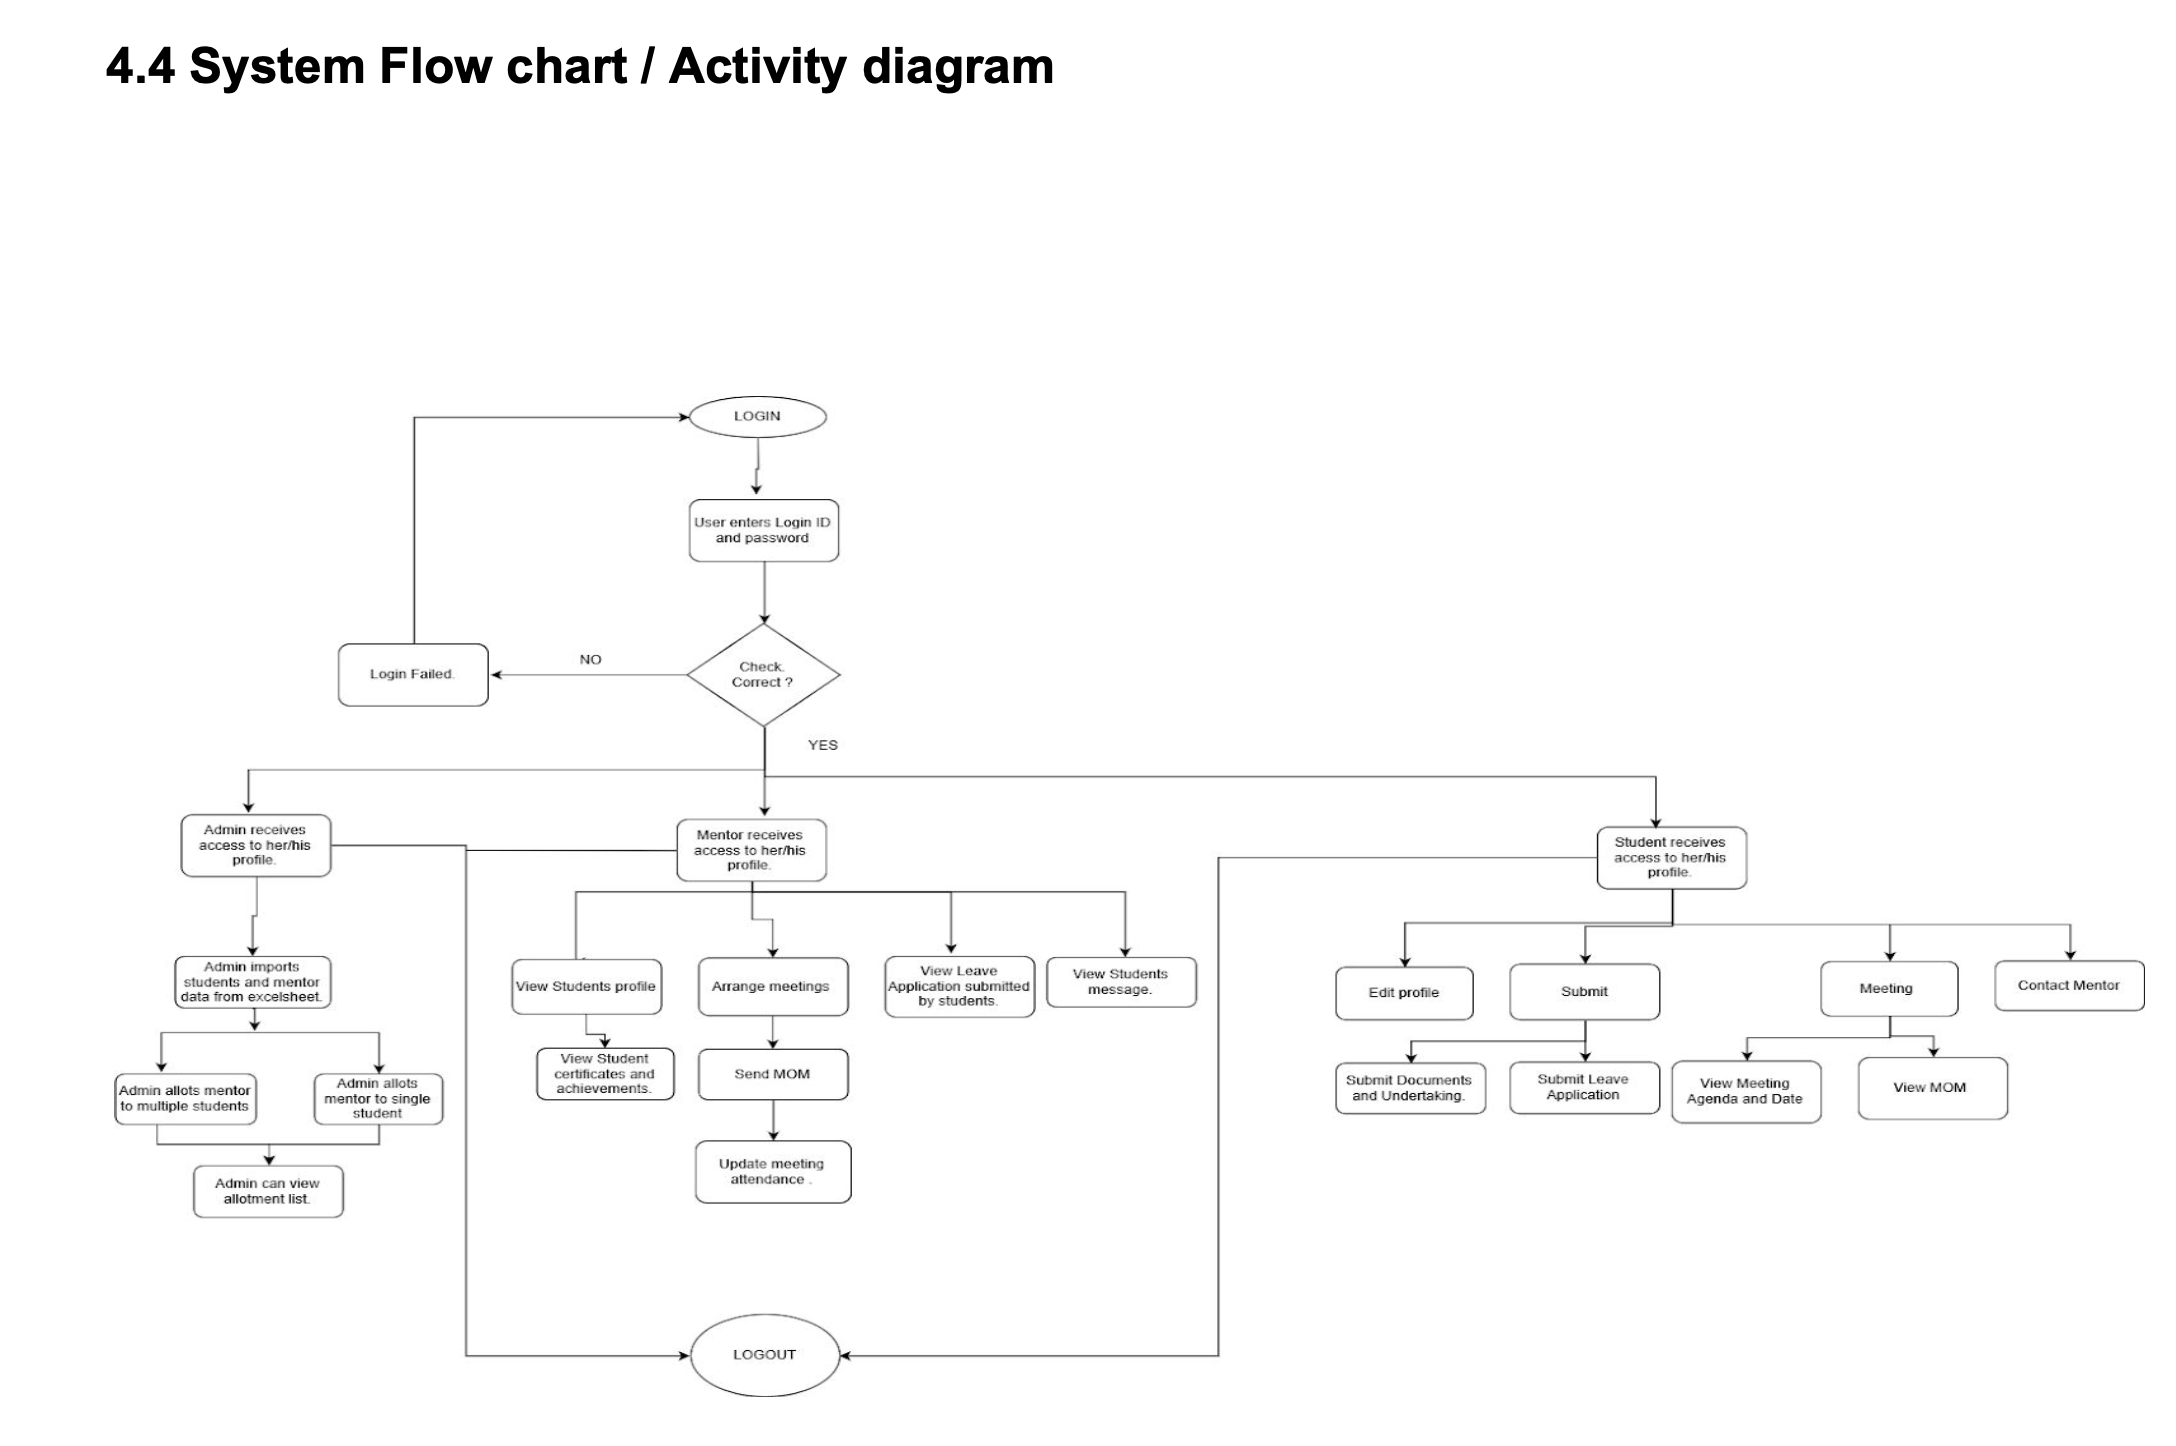 4.4 System Flow chart / Activity diagram
LOGIN
User enters Login ID
and password
Check.
Correct ?
NO
Login Failed.
YES
Admin receives
access to her/his
profile.
Mentor receives
access to her/his
profile.
Student receives
access to her/his
profile.
Admin imports
students and mentor
data from excelsheet.
Admin allots mentor
to multiple students
Admin allots
mentor to single
student
Admin can view
allotment list.
View Students profile
View Student
certificates and
achievements.
Arrange meetings
Send MOM
Update meeting
attendance .
View Leave
Application submitted
by students.
View Students
message.
Edit profile
Submit
Submit Documents
and Undertaking.
Submit Leave
Application
Meeting
View Meeting
Agenda and Date
View MOM
Contact Mentor
LOGOUT